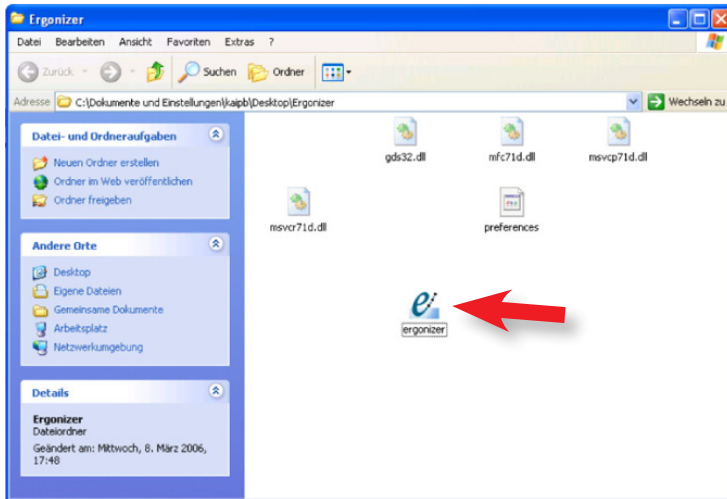 Ergonizer
Datei Bearbeiten Ansicht Favoriten Extras ?
Zurück Suchen Ordner
Adresse C:\Dokumente und Einstellungen\kaipb\Desktop\Ergonizer Wechseln zu
Datei- und Ordneraufgaben
Neuen Ordner erstellen
Ordner im Web veröffentlichen
Ordner freigeben
Andere Orte
Desktop
Eigene Dateien
Gemeinsame Dokumente
Arbeitsplatz
Netzwerkumgebung
Details
Ergonizer
Dateiordner
Geändert am: Mittwoch, 8. März 2006,
17:48
gds32.dll mfc71d.dll msvcp71d.dll
msvcr71d.dll preferences
e
ergonizer